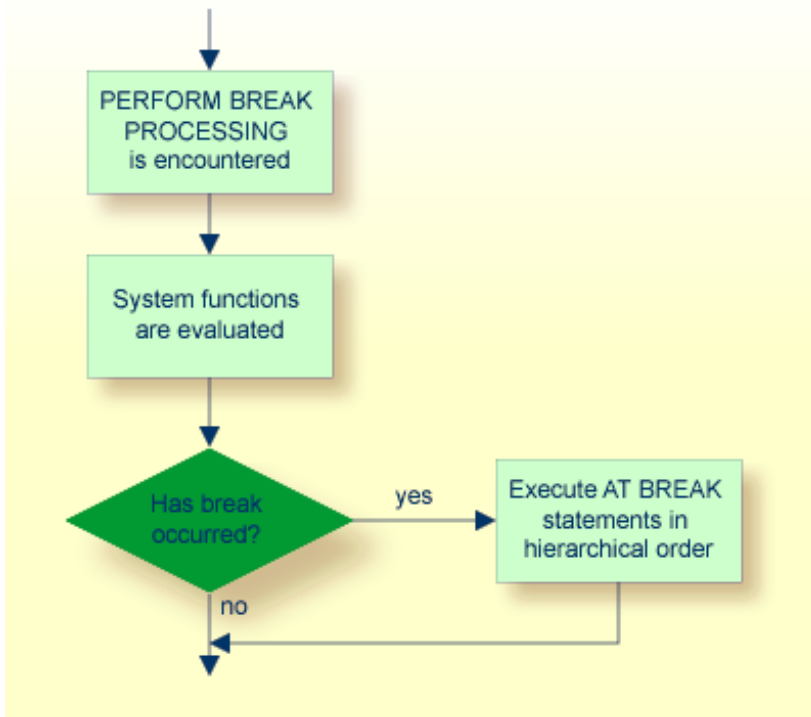 PERFORM BREAK
PROCESSING
is encountered
System functions
are evaluated
Has break
occurred?
yes
Execute AT BREAK
statements in
hierarchical order
no